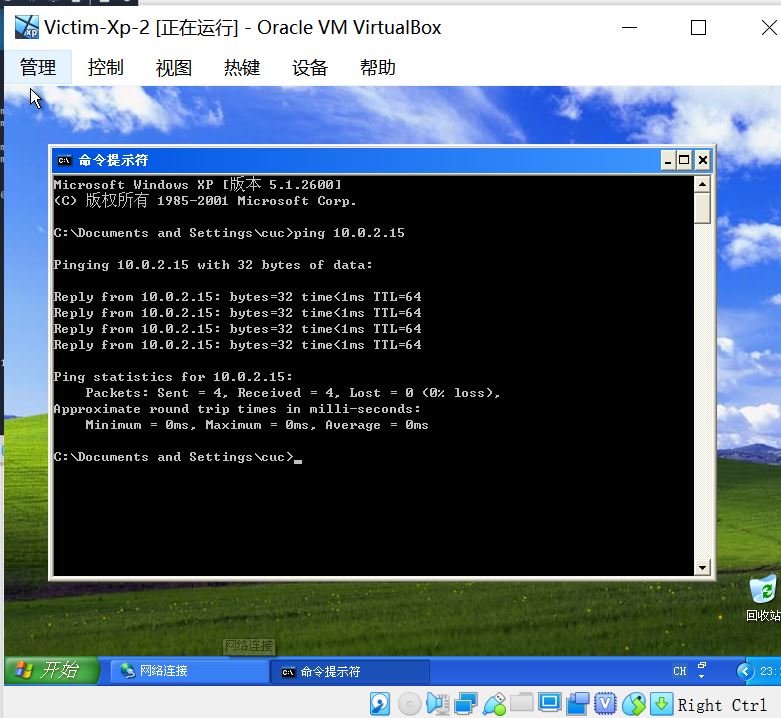 Victim-Xp-2 [正在运行] - Oracle VM VirtualBox
管理 控制 视图 热键 设备 帮助
命令提示符
Microsoft Windows XP [版本 5.1.2600]
(C) 版权所有 1985-2001 Microsoft Corp.
C:\Documents and Settings\cuc>ping 10.0.2.15
Pinging 10.0.2.15 with 32 bytes of data:
Reply from 10.0.2.15: bytes=32 time<1ms TTL=64
Reply from 10.0.2.15: bytes=32 time<1ms TTL=64
Reply from 10.0.2.15: bytes=32 time<1ms TTL=64
Reply from 10.0.2.15: bytes=32 time<1ms TTL=64
Ping statistics for 10.0.2.15:
Packets: Sent = 4, Received = 4, Lost = 0 (0% loss),
Approximate round trip times in milli-seconds:
Minimum = 0ms, Maximum = 0ms, Average = 0ms
C:\Documents and Settings\cuc>
回收站
网络连接
开始 网络连接 命令提示符 CH 23:
Right Ctrl